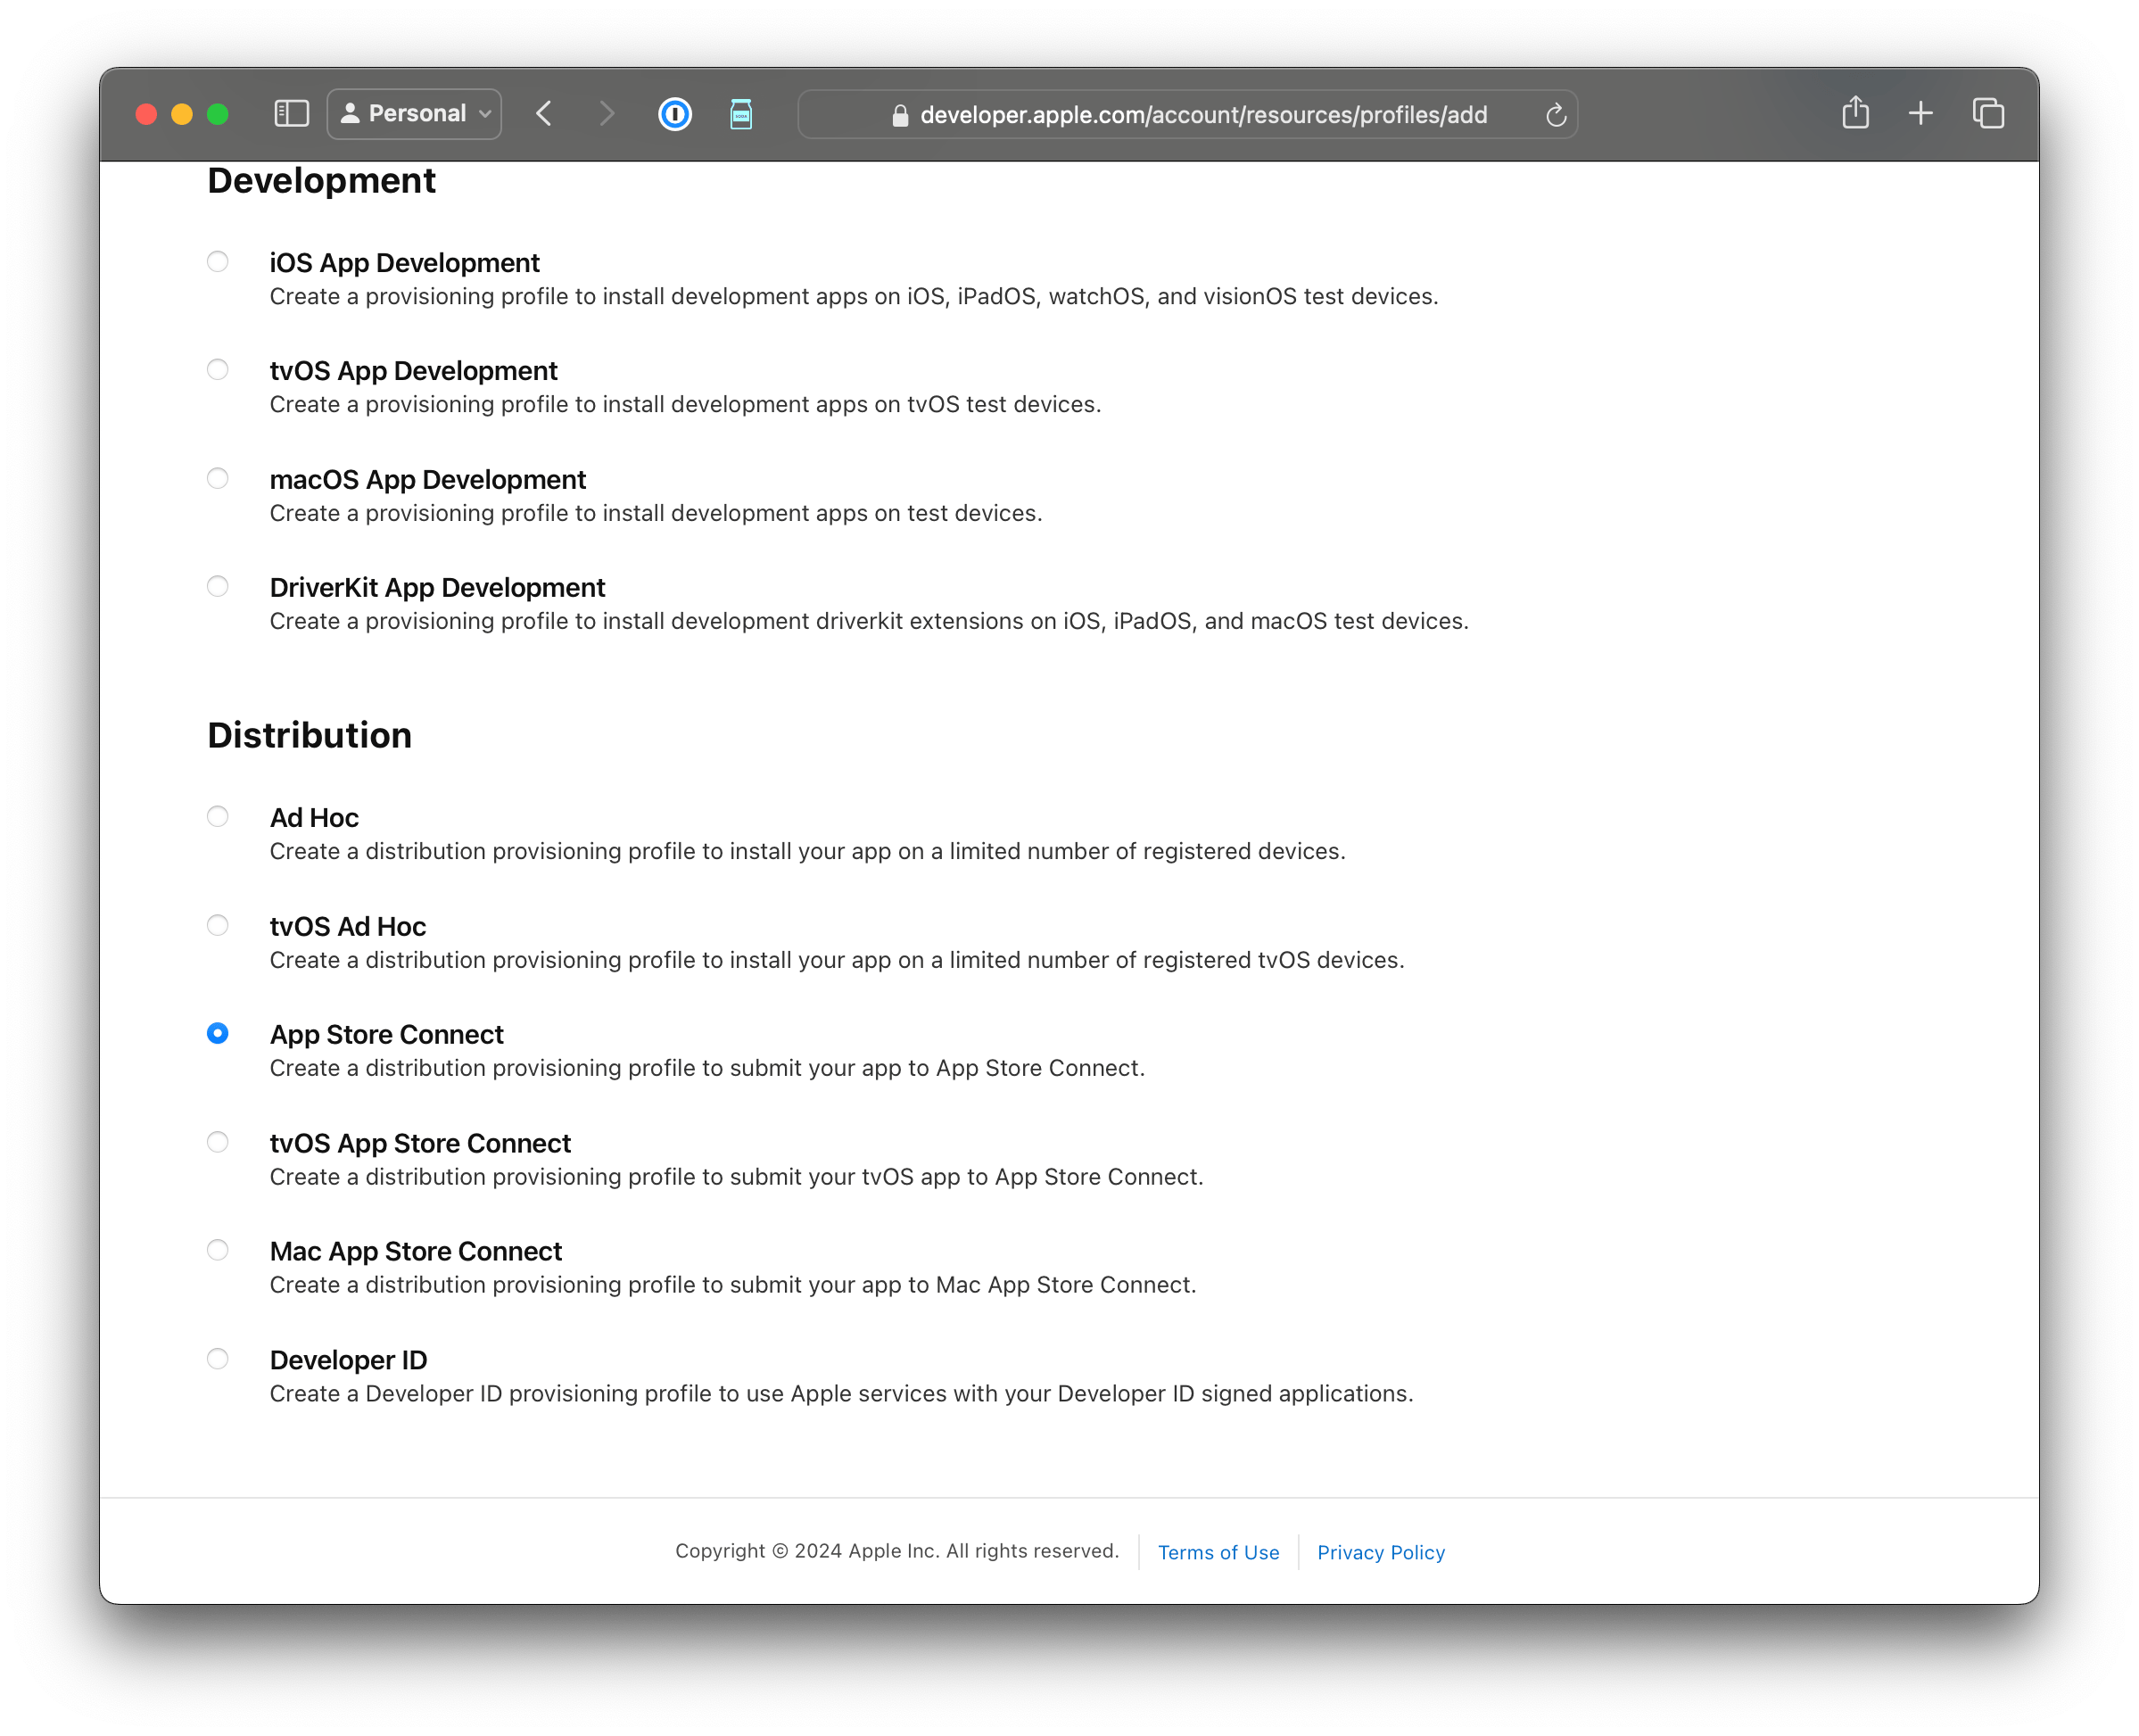 Personal
developer.apple.com/account/resources/profiles/add
Development
iOS App Development
Create a provisioning profile to install development apps on iOS, iPadOS, watchOS, and visionOS test devices.
tvOS App Development
Create a provisioning profile to install development apps on tvOS test devices.
macOS App Development
Create a provisioning profile to install development apps on test devices.
DriverKit App Development
Create a provisioning profile to install development driverkit extensions on iOS, iPadOS, and macOS test devices.
Distribution
Ad Hoc
Create a distribution provisioning profile to install your app on a limited number of registered devices.
tvOS Ad Hoc
Create a distribution provisioning profile to install your app on a limited number of registered tvOS devices.
App Store Connect
Create a distribution provisioning profile to submit your app to App Store Connect.
tvOS App Store Connect
Create a distribution provisioning profile to submit your tvOS app to App Store Connect.
Mac App Store Connect
Create a distribution provisioning profile to submit your app to Mac App Store Connect.
Developer ID
Create a Developer ID provisioning profile to use Apple services with your Developer ID signed applications.
Copyright © 2024 Apple Inc. All rights reserved. Terms of Use Privacy Policy